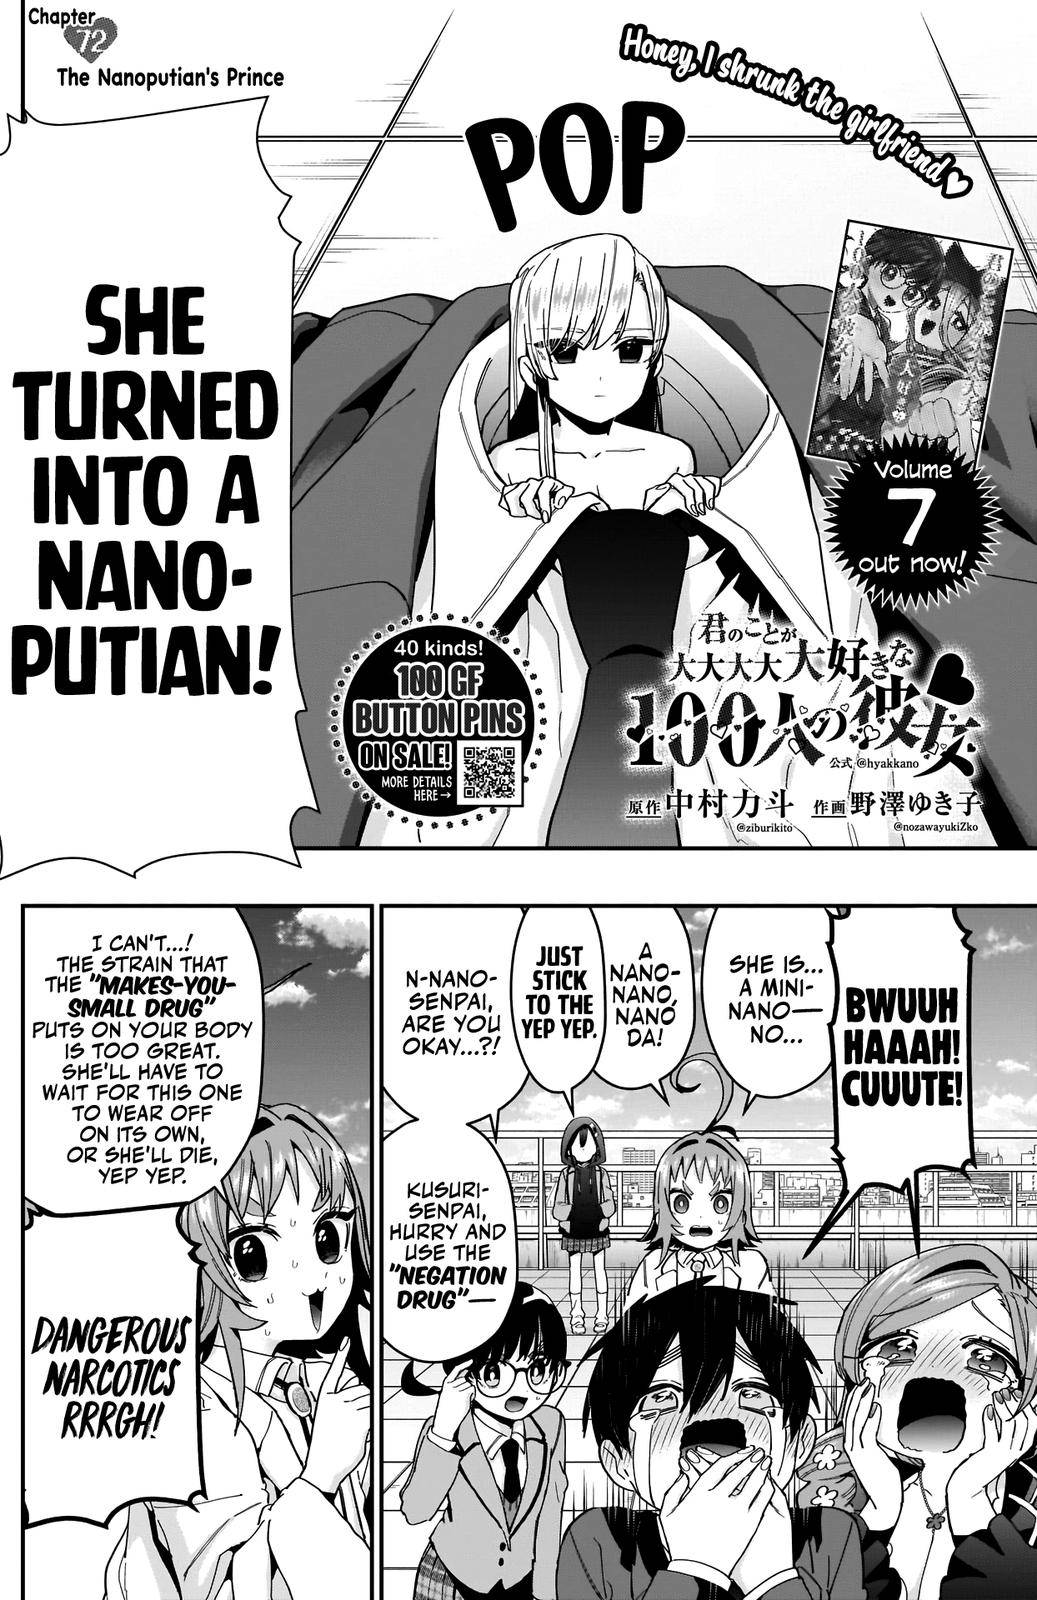 Chapter
72
The Nanoputian's Prince
Honey, I shrunk the girlfriend♥
POP
SHE
TURNED
INTO A
NANO-
PUTIAN!
Volume
7
out now!
40 kinds!
100 GF
BUTTON PINS
ON SALE!
MORE DETAILS
HERE→
君のことが
大大大大大好きな
100人の彼女
公式 @hyakkano
原作 中村力斗
@ziburikito
作画 野澤ゆき子
@nozawayukiZko
BWUUH
HAAAH!
CUUUTE!
SHE IS...
A MINI-
NANO—
NO...
A
NANO-
NANO,
NANO
DA!
JUST
STICK
TO THE
YEP YEP.
N-NANO-
SENPAI,
ARE YOU
OKAY...?!
KUSURI-
SENPAI,
HURRY AND
USE THE
"NEGATION
DRUG"—
I CAN'T...!
THE STRAIN THAT
THE "MAKES-YOU-
SMALL DRUG"
PUTS ON YOUR BODY
IS TOO GREAT.
SHE'LL HAVE TO
WAIT FOR THIS ONE
TO WEAR OFF
ON ITS OWN,
OR SHE'LL DIE,
YEP YEP.
DANGEROUS
NARCOTICS
RRRGH!